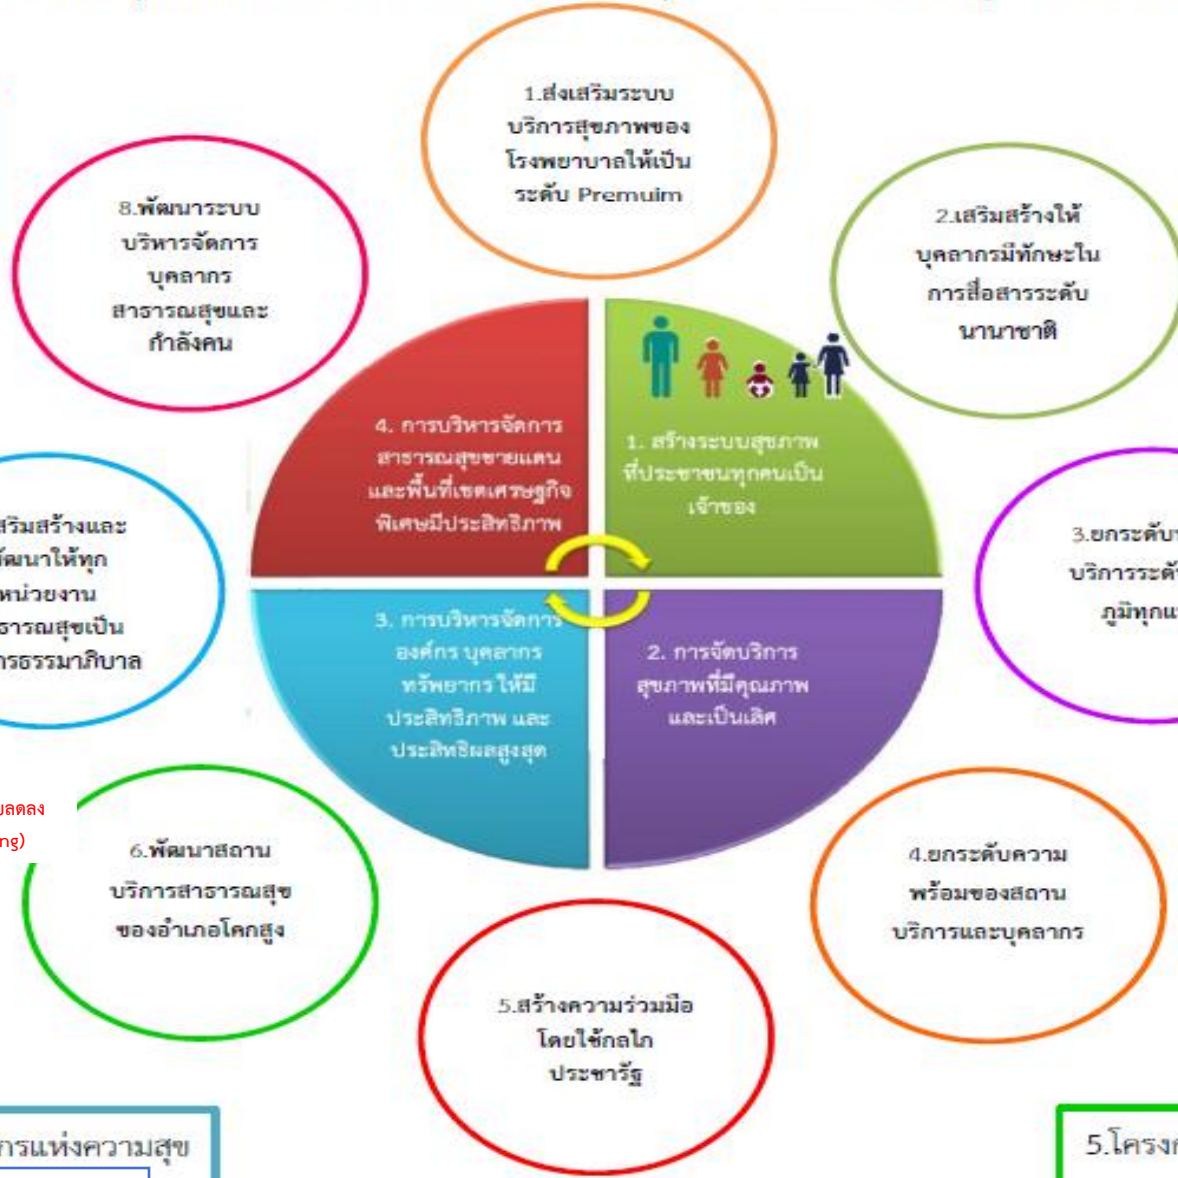 1.ส่งเสริมระบบ
บริการสุขภาพของ
โรงพยาบาลให้เป็น
ระดับ Premuim
8.พัฒนาระบบ
บริหารจัดการ
บุคลากร
สาธารณสุขและ
กำลังคน
2.เสริมสร้างให้
บุคลากรมีทักษะใน
การสื่อสารระดับ
นานาชาติ
4. การบริหารจัดการ
สาธารณสุขชายแดน
และพื้นที่เขตเศรษฐกิจ
พิเศษมีประสิทธิภาพ
1. สร้างระบบสุขภาพ
ที่ประชาชนทุกคนเป็น
เจ้าของ
สริมสร้างและ
ัฒนาให้ทุก
หน่วยงาน
ธารณสุขเป็น
รธรรมาภิบาล
3.ยกระดับ
บริการระดั
ภูมิทุกแ
3. การบริหารจัดการ
องค์กร บุคลากร
ทรัพยากร ให้มี
ประสิทธิภาพ และ
ประสิทธิผลสูงสุด
2. การจัดบริการ
สุขภาพที่มีคุณภาพ
และเป็นเลิศ
ลดลง
ng)
6.พัฒนาสถาน
บริการสาธารณสุข
ของอำเภอโคกสูง
4.ยกระดับความ
พร้อมของสถาน
บริการและบุคลากร
5.สร้างความร่วมมือ
โดยใช้กลไก
ประชารัฐ
กรแห่งความสุข
5.โครงก